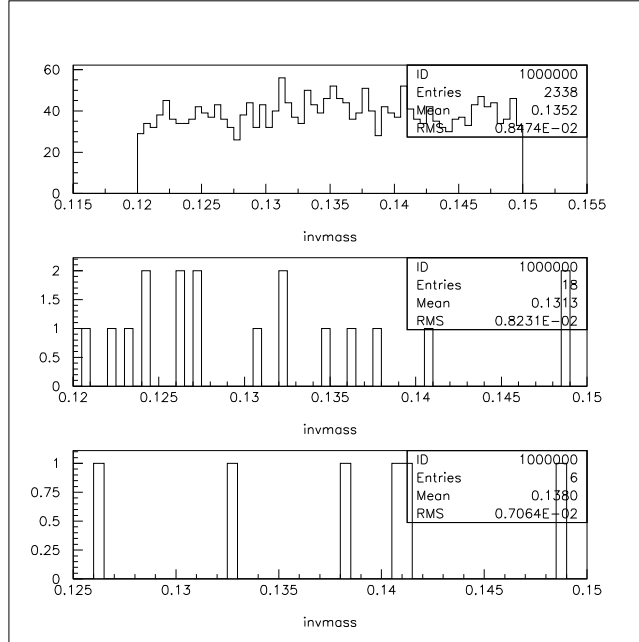 ID 1000000
Entries 2338
Mean 0.1352
RMS 0.8474E-02
60
40
20
0
0.115 0.12 0.125 0.13 0.135 0.14 0.145 0.15 0.155
invmass
ID 1000000
Entries 18
Mean 0.1313
RMS 0.8231E-02
2
1.5
1
0.5
0
0.12 0.125 0.13 0.135 0.14 0.145 0.15
invmass
ID 1000000
Entries 6
Mean 0.1380
RMS 0.7064E-02
1
0.75
0.5
0.25
0
0.125 0.13 0.135 0.14 0.145 0.15
invmass